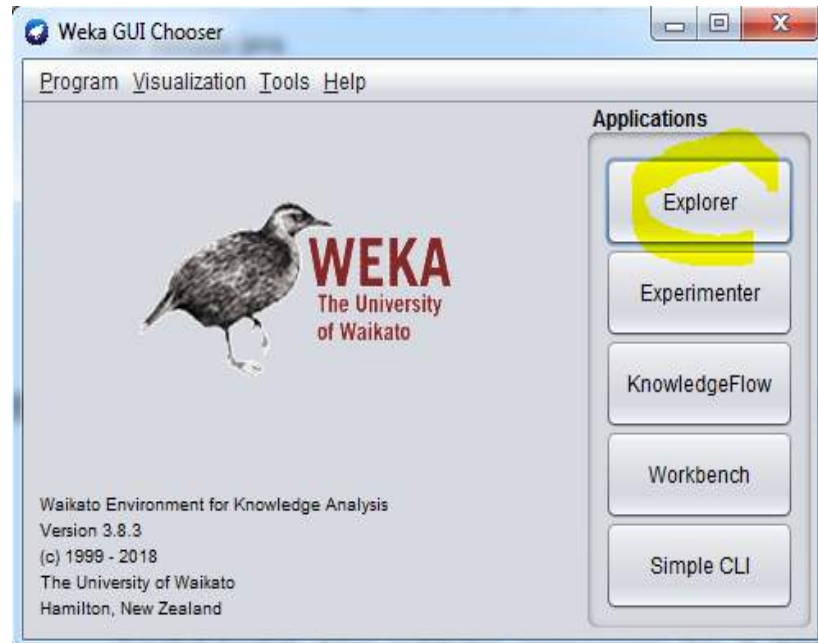 Weka GUI Chooser
Program Visualization Tools Help
Applications
Explorer
Experimenter
KnowledgeFlow
Workbench
Simple CLI
WEKA
The University
of Waikato
Waikato Environment for Knowledge Analysis
Version 3.8.3
(c) 1999 - 2018
The University of Waikato
Hamilton, New Zealand